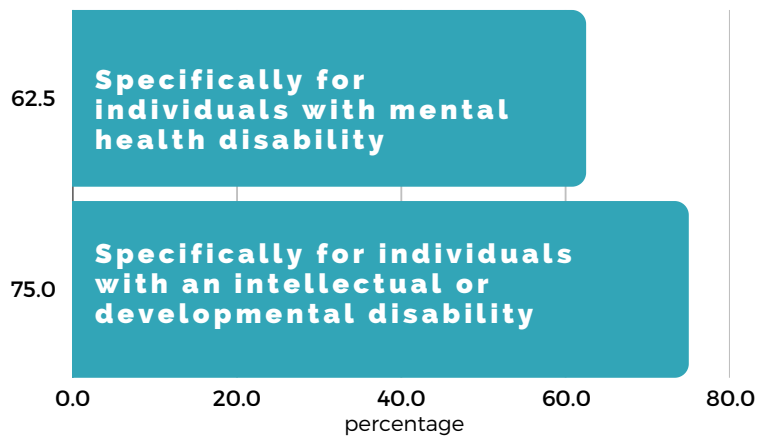 62.5
Specifically for
individuals with mental
health disability
75.0
Specifically for individuals
with an intellectual or
developmental disability
0.0 20.0 40.0 60.0 80.0
percentage